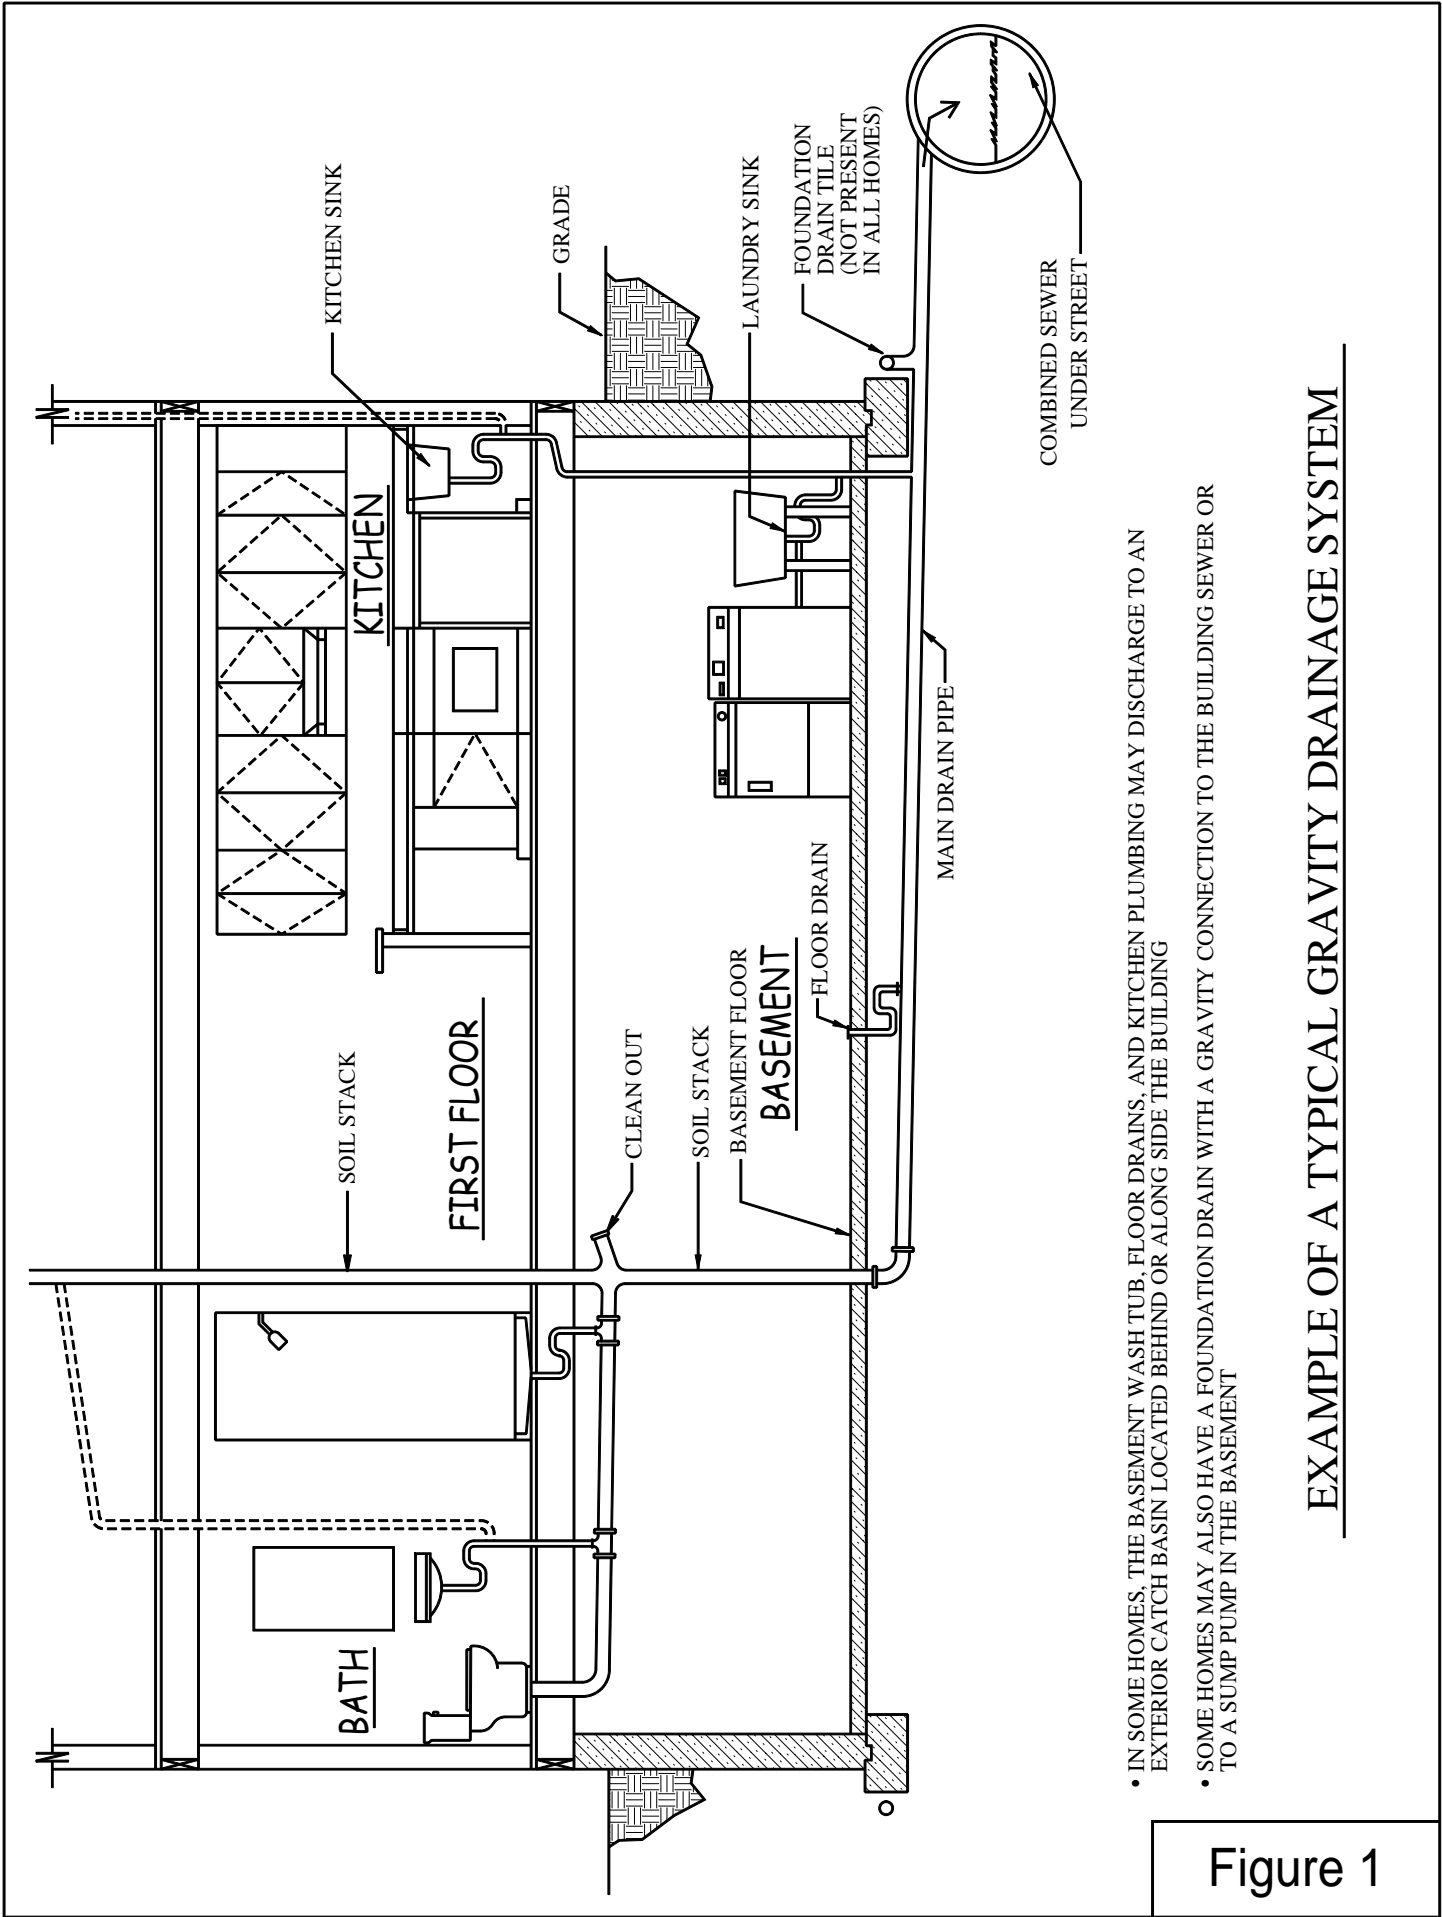 KITCHEN SINK
GRADE
LAUNDRY SINK
FOUNDATION
DRAIN TILE
(NOT PRESENT
IN ALL HOMES)
COMBINED SEWER
UNDER STREET
KITCHEN
MAIN DRAIN PIPE
FLOOR DRAIN
BASEMENT
BASEMENT FLOOR
SOIL STACK
CLEAN OUT
FIRST FLOOR
SOIL STACK
BATH
• IN SOME HOMES, THE BASEMENT WASH TUB, FLOOR DRAINS, AND KITCHEN PLUMBING MAY DISCHARGE TO AN
EXTERIOR CATCH BASIN LOCATED BEHIND OR ALONG SIDE THE BUILDING
• SOME HOMES MAY ALSO HAVE A FOUNDATION DRAIN WITH A GRAVITY CONNECTION TO THE BUILDING SEWER OR
TO A SUMP PUMP IN THE BASEMENT
EXAMPLE OF A TYPICAL GRAVITY DRAINAGE SYSTEM
Figure 1